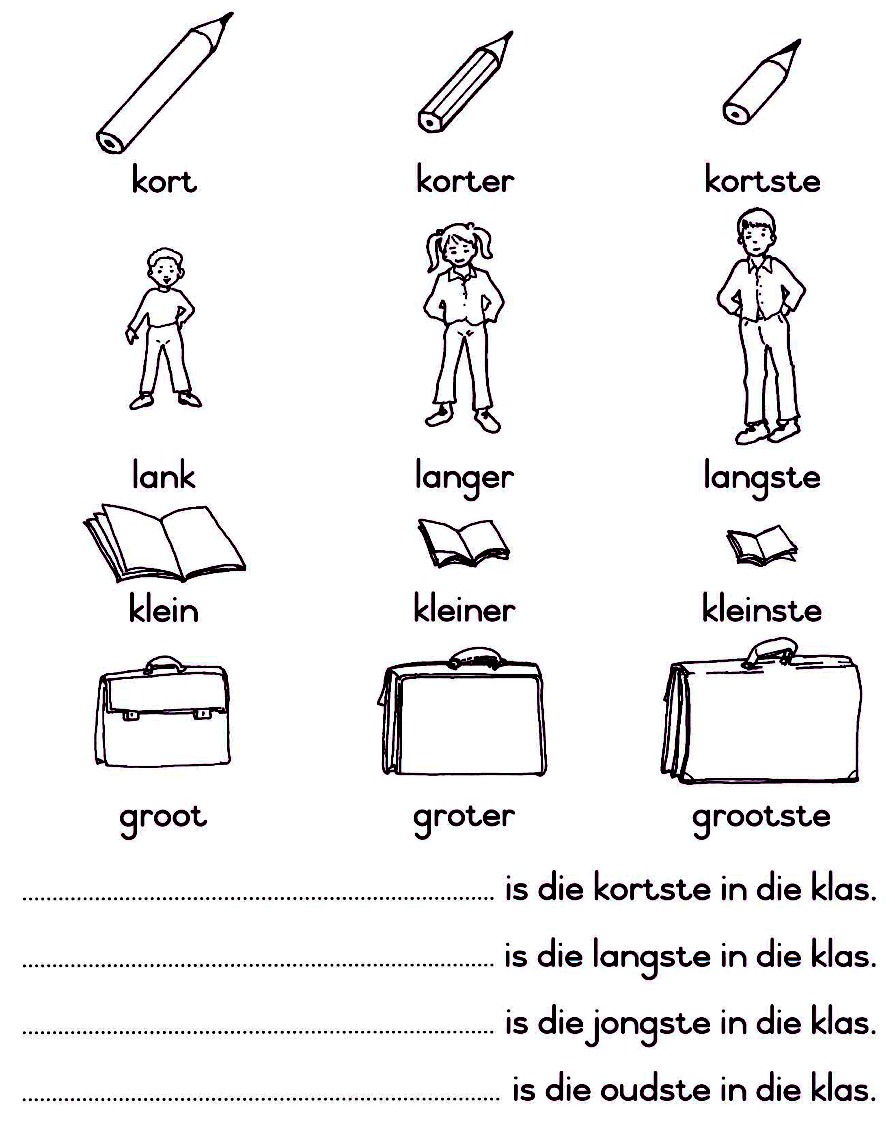 kort korter kortste
lank langer langste
klein kleiner kleinste
groot groter grootste
.......................................................... is die kortste in die klas.
.......................................................... is die langste in die klas.
.......................................................... is die jongste in die klas.
.......................................................... is die oudste in die klas.